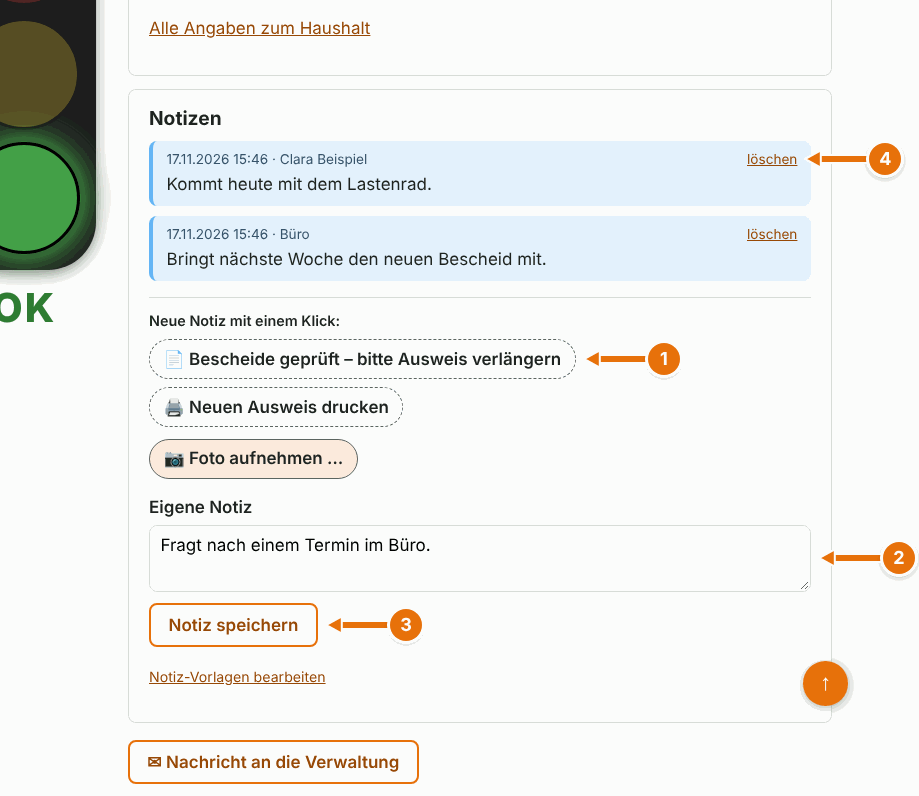 Alle Angaben zum Haushalt
Notizen
17.11.2026 15:46 · Clara Beispiel
löschen
4
Kommt heute mit dem Lastenrad.
17.11.2026 15:46 · Büro
löschen
Bringt nächste Woche den neuen Bescheid mit.
OK
Neue Notiz mit einem Klick:
📄 Bescheide geprüft – bitte Ausweis verlängern
1
🖨️ Neuen Ausweis drucken
📷 Foto aufnehmen ...
Eigene Notiz
Fragt nach einem Termin im Büro.
2
Notiz speichern
3
Notiz-Vorlagen bearbeiten
↑
✉ Nachricht an die Verwaltung